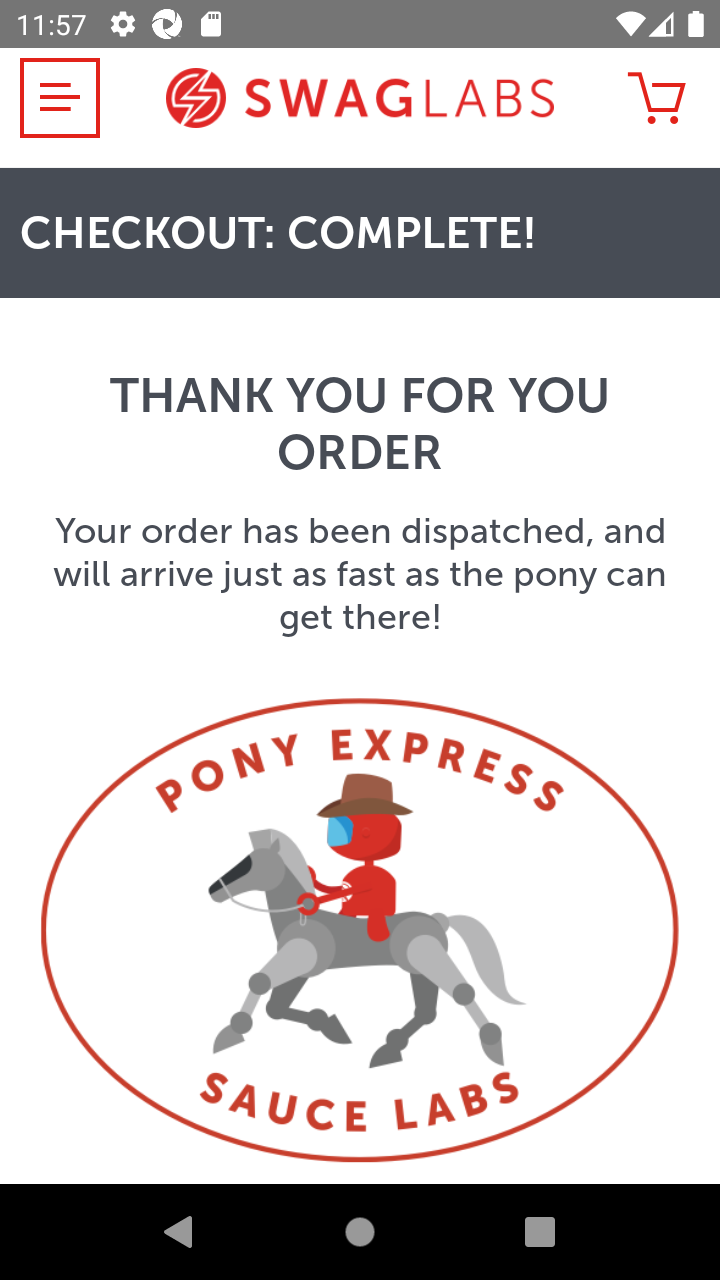 11:57
SWAGLABS
CHECKOUT: COMPLETE!
THANK YOU FOR YOU
ORDER
Your order has been dispatched, and
will arrive just as fast as the pony can
get there!
PONY EXPRESS
SAUCE LABS